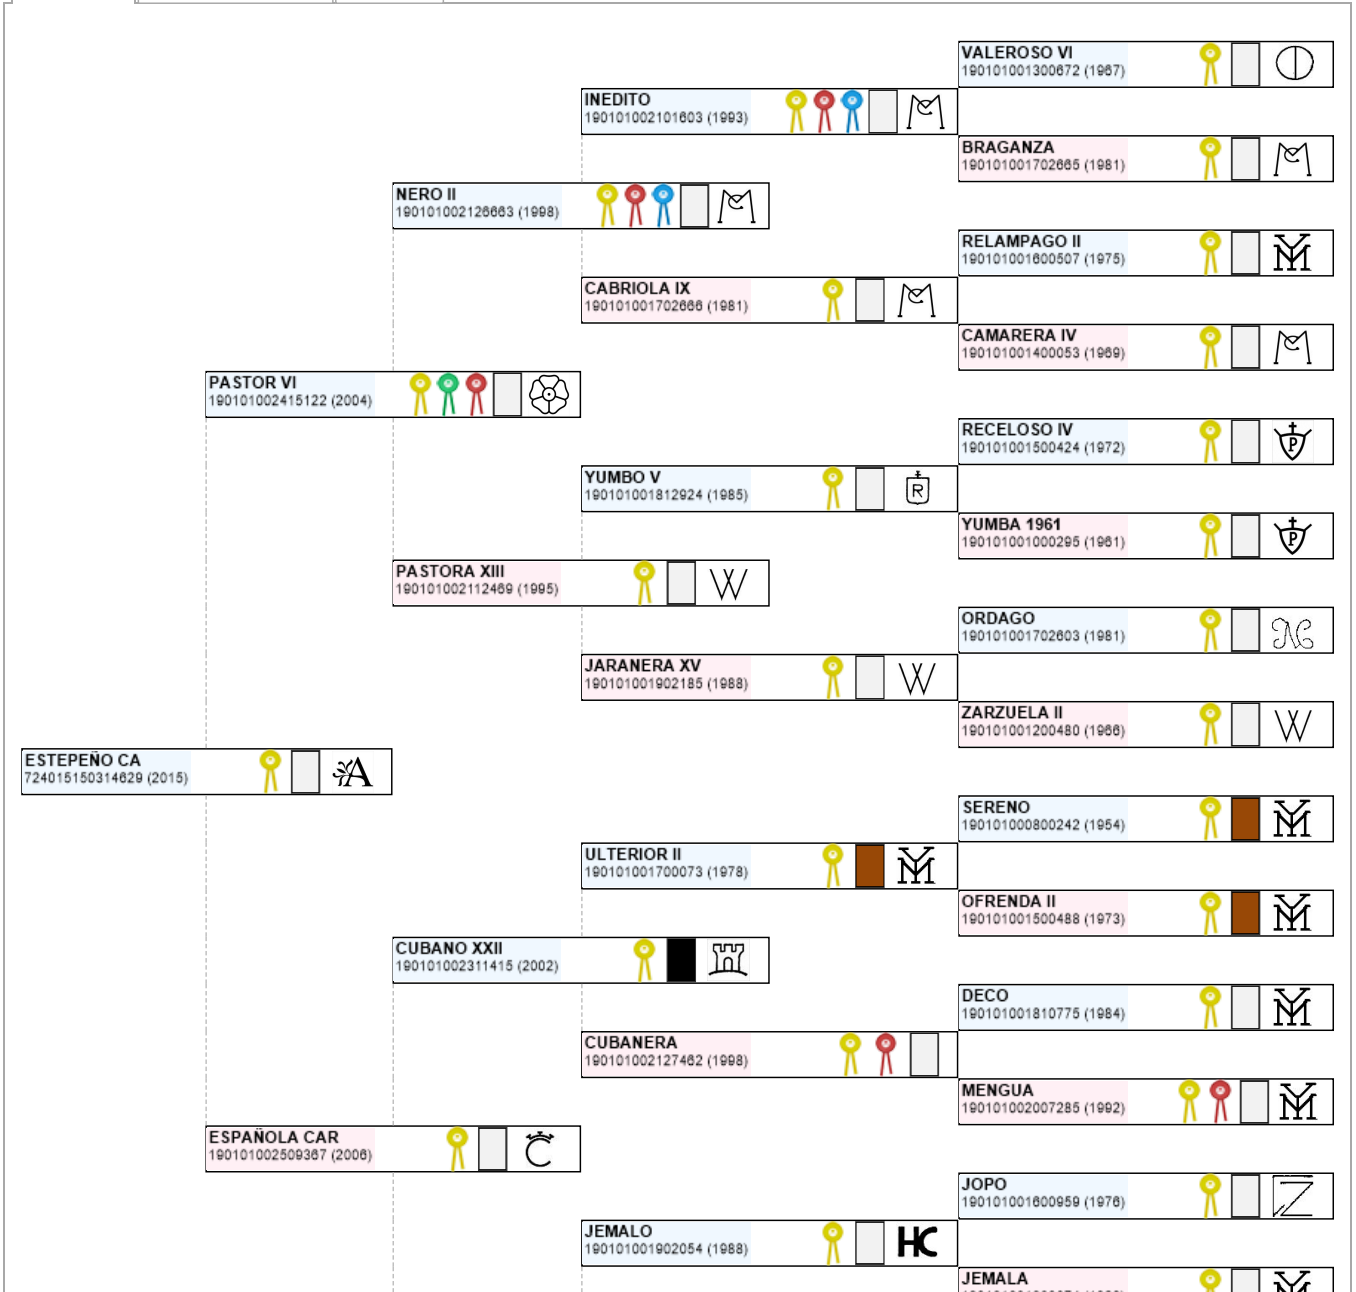 VALEROSO VI
190101001300672 (1967)
INEDITO
190101002101603 (1993)
BRAGANZA
190101001702665 (1981)
NERO II
190101002126663 (1998)
RELAMPAGO II
190101001600507 (1975)
CABRIOLA IX
190101001702666 (1981)
CAMARERA IV
190101001400053 (1969)
PASTOR VI
190101002415122 (2004)
RECELOSO IV
190101001500424 (1972)
YUMBO V
190101001812924 (1985)
YUMBA 1961
190101001000295 (1961)
PASTORA XIII
190101002112469 (1995)
ORDAGO
190101001702603 (1981)
JARANERA XV
190101001902185 (1988)
ZARZUELA II
190101001200480 (1966)
ESTEPEÑO CA
724015150314629 (2015)
SERENO
190101000800242 (1954)
ULTERIOR II
190101001700073 (1978)
OFRENDA II
190101001500488 (1973)
CUBANO XXII
190101002311415 (2002)
DECO
190101001810775 (1984)
CUBANERA
190101002127462 (1998)
MENGUA
190101002007285 (1992)
ESPAÑOLA CAR
190101002509367 (2006)
JOPO
190101001600959 (1976)
JEMALO
190101001902054 (1988)
HC
JEMALA